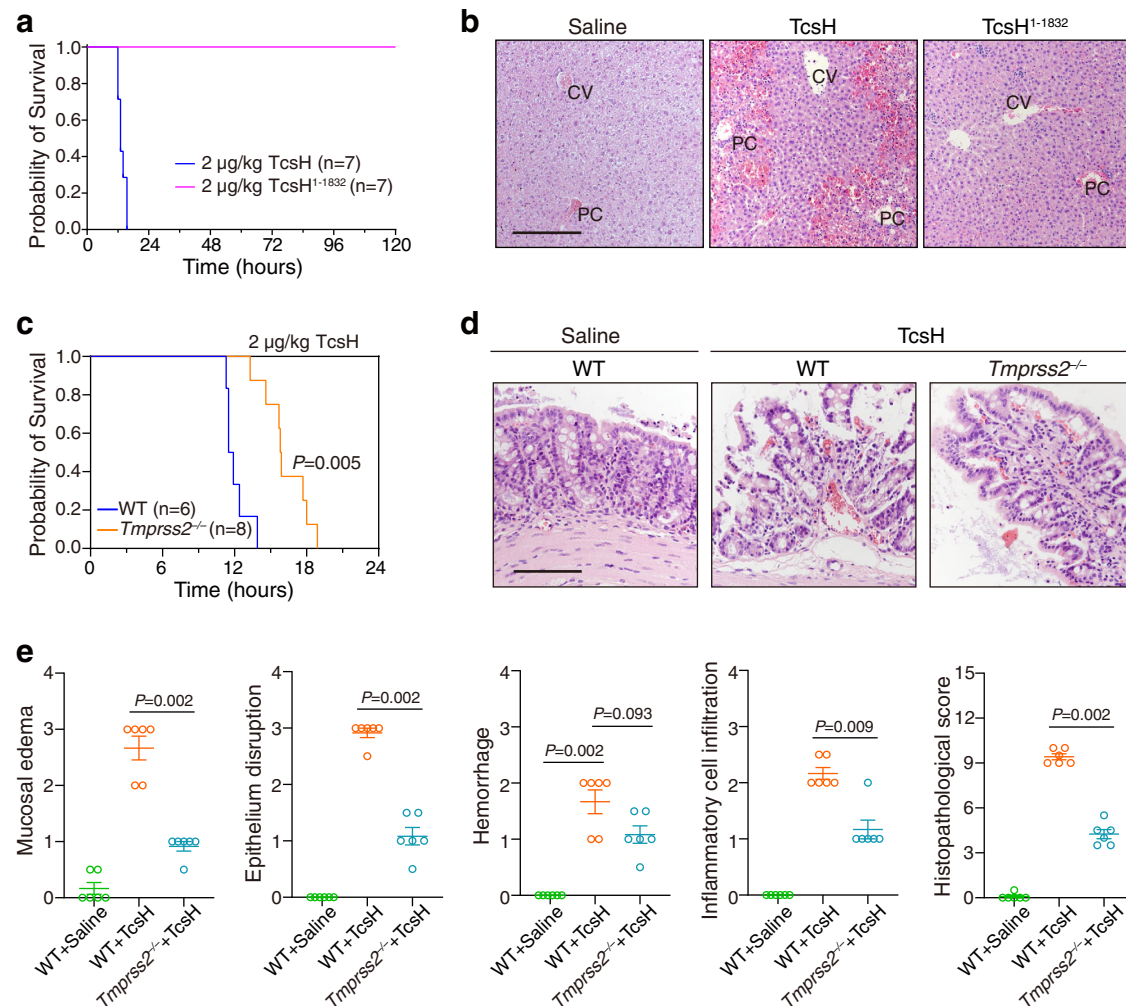 a
Probability of Survival
1.0
0.8
0.6
0.4
0.2
0.0
0 24 48 72 96 120
Time (hours)
2 µg/kg TcsH (n=7)
2 µg/kg TcsH¹⁻¹⁸³² (n=7)
b
Saline TcsH TcsH¹⁻¹⁸³²
CV
PC
CV
PC
PC
CV
PC
c
2 µg/kg TcsH
Probability of Survival
1.0
0.8
0.6
0.4
0.2
0.0
P=0.005
WT (n=6)
Tmprss2⁻/⁻ (n=8)
0 6 12 18 24
Time (hours)
d
Saline TcsH
WT WT Tmprss2⁻/⁻
e
Mucosal edema
4
3
2
1
0
P=0.002
WT+Saline
WT+TcsH
Tmprss2⁻/⁻+TcsH
Epithelium disruption
4
3
2
1
0
P=0.002
WT+Saline
WT+TcsH
Tmprss2⁻/⁻+TcsH
Hemorrhage
4
3
2
1
0
P=0.093
P=0.002
WT+Saline
WT+TcsH
Tmprss2⁻/⁻+TcsH
Inflammatory cell infiltration
4
3
2
1
0
P=0.009
WT+Saline
WT+TcsH
Tmprss2⁻/⁻+TcsH
Histopathological score
15
12
9
6
3
0
P=0.002
WT+Saline
WT+TcsH
Tmprss2⁻/⁻+TcsH